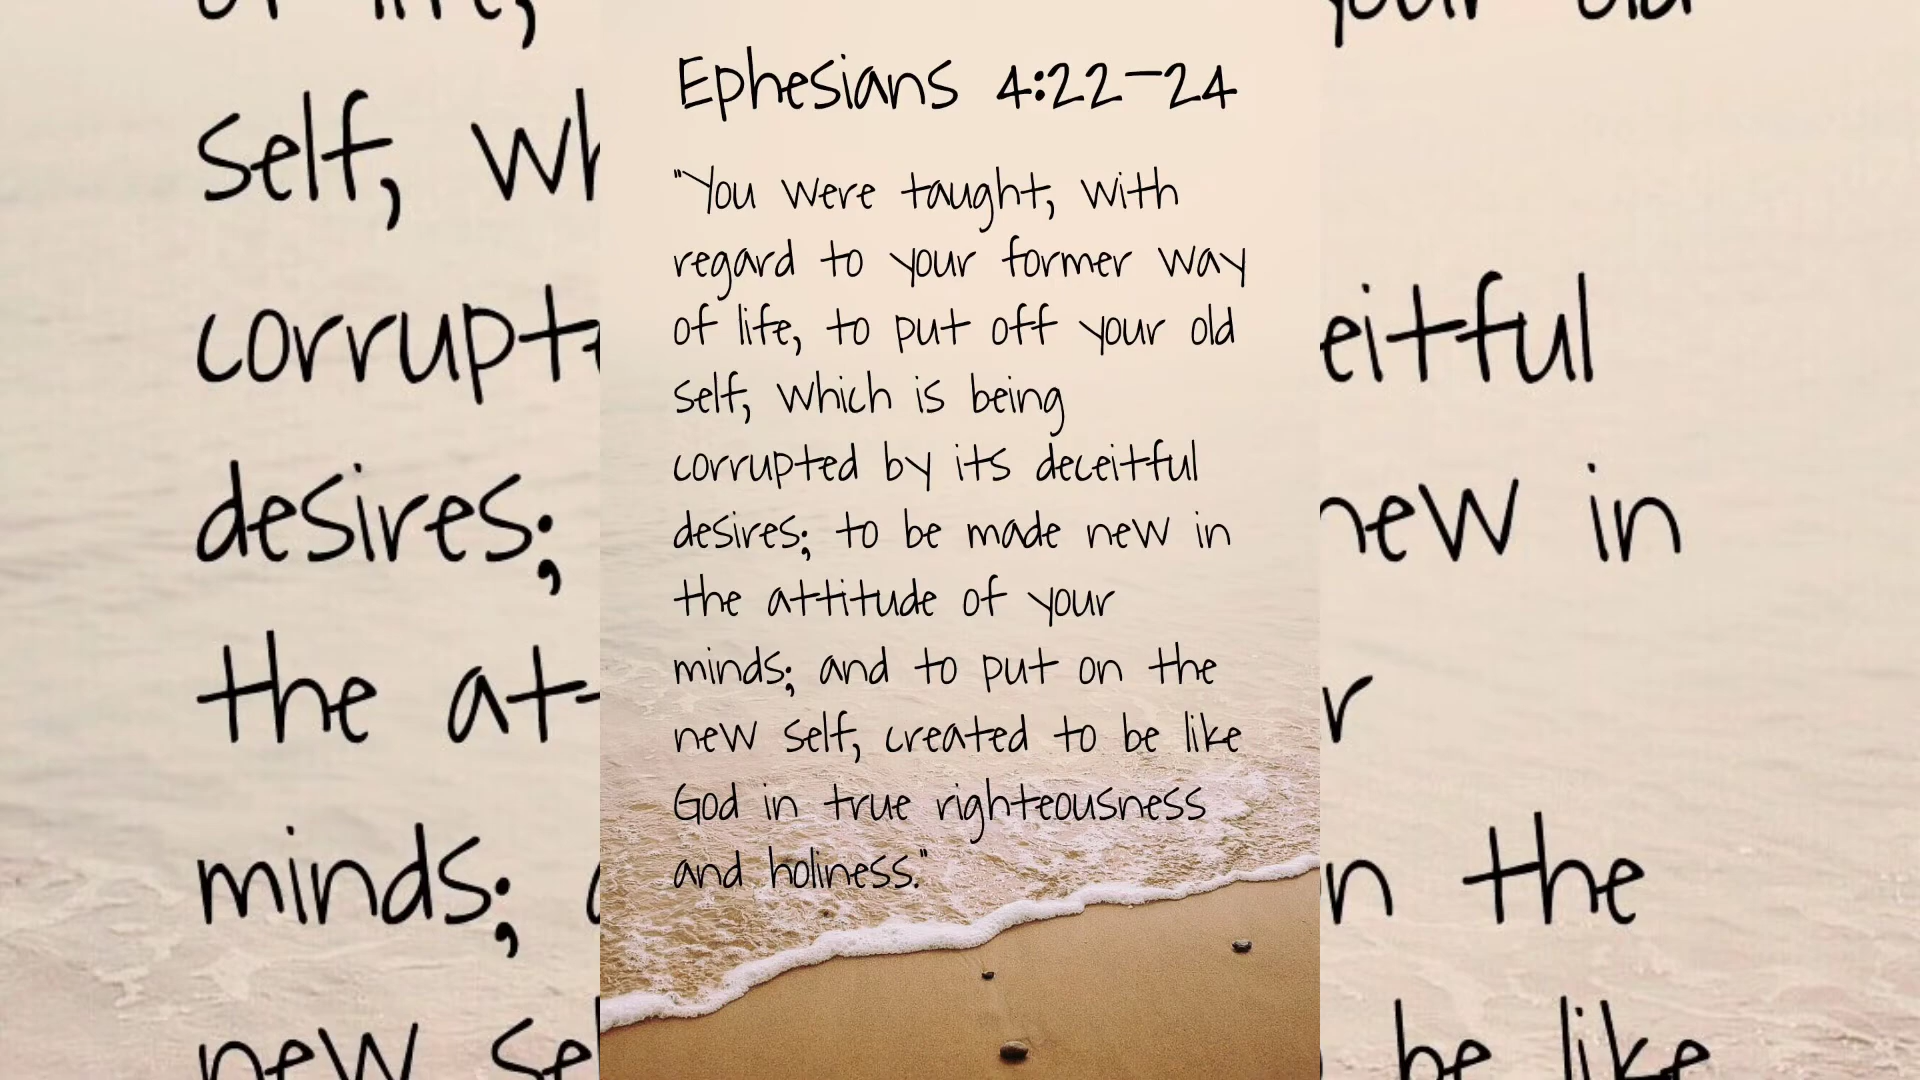 Ephesians 4:22-24
"You were taught, with
regard to your former way
of life, to put off your old
self, which is being
corrupted by its deceitful
desires; to be made new in
the attitude of your
minds; and to put on the
new self, created to be like
God in true righteousness
and holiness."